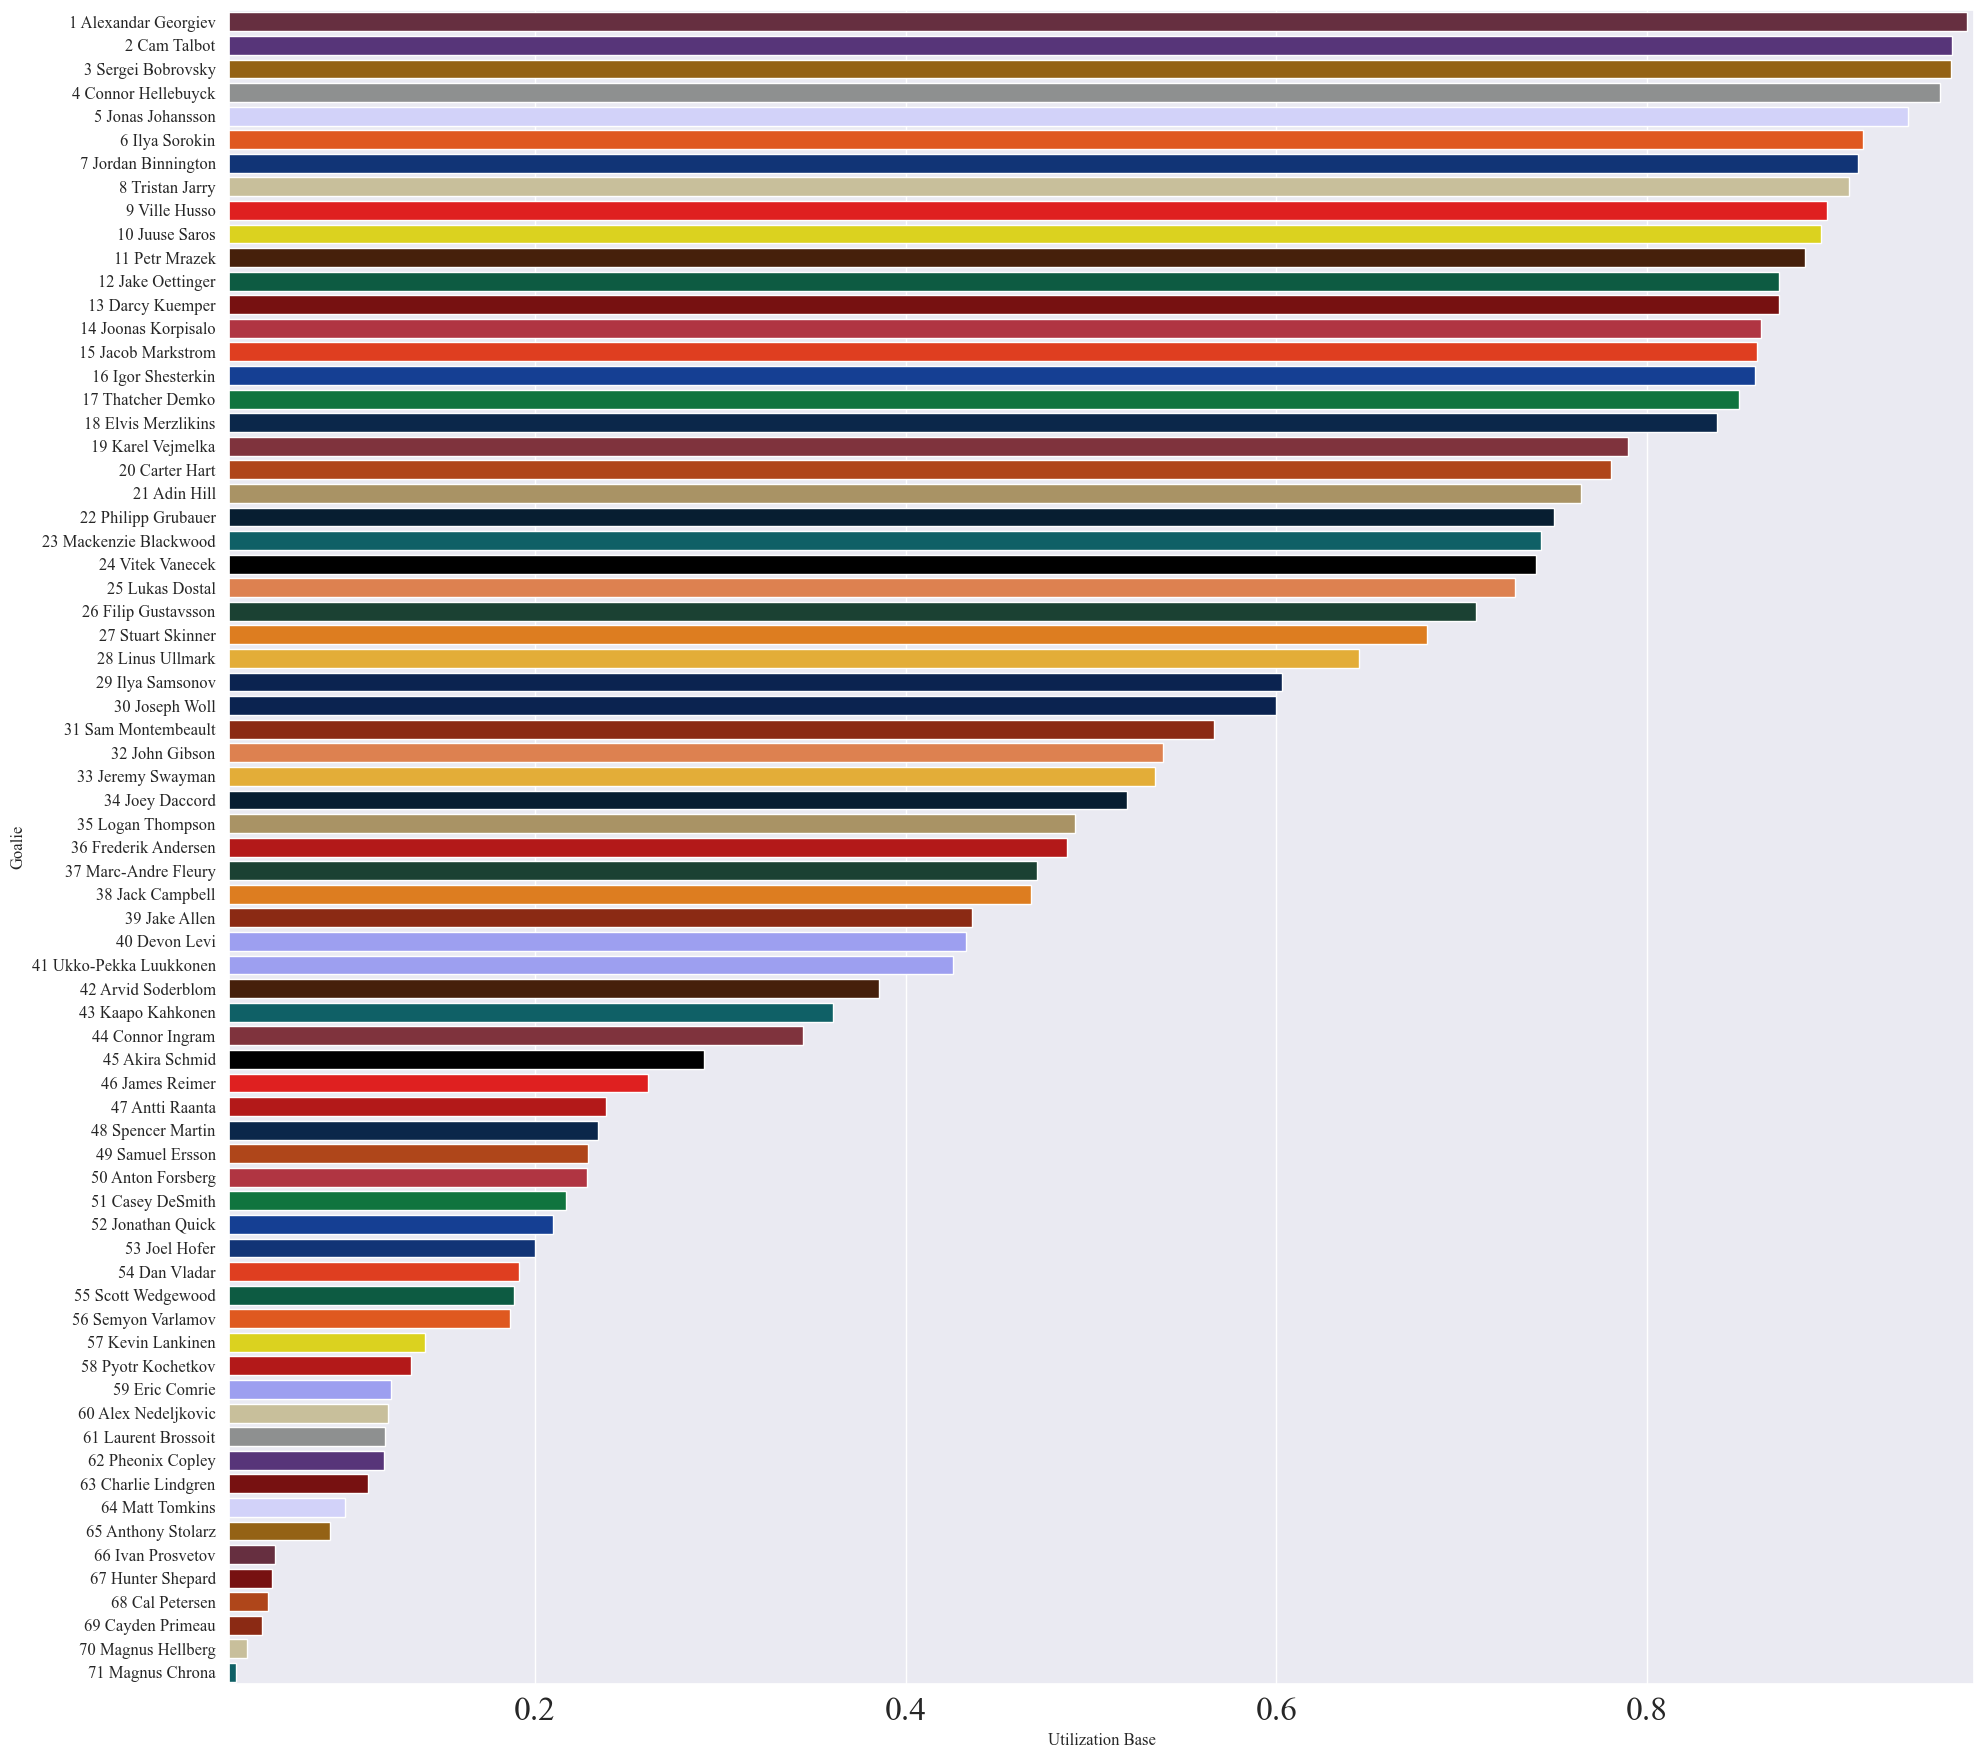 1 Alexandar Georgiev
2 Cam Talbot
3 Sergei Bobrovsky
4 Connor Hellebuyck
5 Jonas Johansson
6 Ilya Sorokin
7 Jordan Binnington
8 Tristan Jarry
9 Ville Husso
10 Juuse Saros
11 Petr Mrazek
12 Jake Oettinger
13 Darcy Kuemper
14 Joonas Korpisalo
15 Jacob Markstrom
16 Igor Shesterkin
17 Thatcher Demko
18 Elvis Merzlikins
19 Karel Vejmelka
20 Carter Hart
21 Adin Hill
22 Philipp Grubauer
23 Mackenzie Blackwood
24 Vitek Vanecek
25 Lukas Dostal
26 Filip Gustavsson
27 Stuart Skinner
28 Linus Ullmark
29 Ilya Samsonov
30 Joseph Woll
31 Sam Montembeault
32 John Gibson
33 Jeremy Swayman
34 Joey Daccord
35 Logan Thompson
36 Frederik Andersen
37 Marc-Andre Fleury
38 Jack Campbell
39 Jake Allen
40 Devon Levi
41 Ukko-Pekka Luukkonen
42 Arvid Soderblom
43 Kaapo Kahkonen
44 Connor Ingram
45 Akira Schmid
46 James Reimer
47 Antti Raanta
48 Spencer Martin
49 Samuel Ersson
50 Anton Forsberg
51 Casey DeSmith
52 Jonathan Quick
53 Joel Hofer
54 Dan Vladar
55 Scott Wedgewood
56 Semyon Varlamov
57 Kevin Lankinen
58 Pyotr Kochetkov
59 Eric Comrie
60 Alex Nedeljkovic
61 Laurent Brossoit
62 Pheonix Copley
63 Charlie Lindgren
64 Matt Tomkins
65 Anthony Stolarz
66 Ivan Prosvetov
67 Hunter Shepard
68 Cal Petersen
69 Cayden Primeau
70 Magnus Hellberg
71 Magnus Chrona
Goalie
0.2 0.4 0.6 0.8
Utilization Base